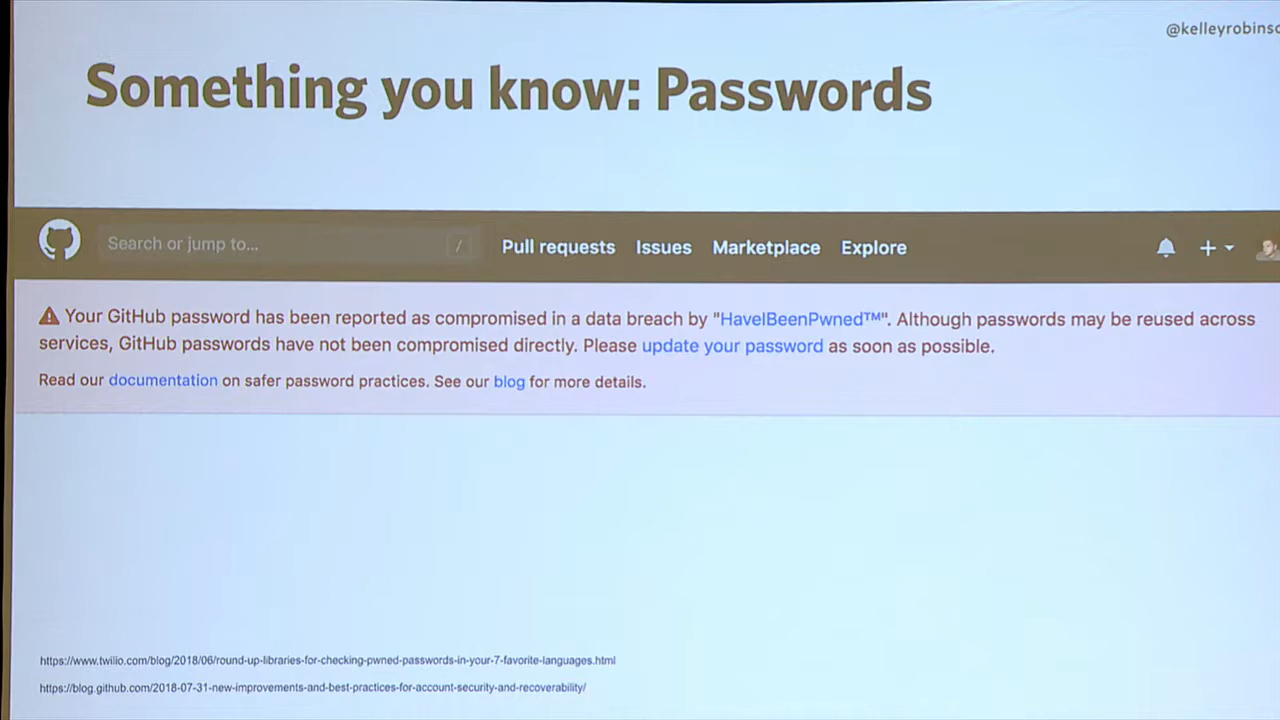 @kelleyrobinso
Something you know: Passwords
Search or jump to... /
Pull requests Issues Marketplace Explore
Your GitHub password has been reported as compromised in a data breach by "HaveIBeenPwned™". Although passwords may be reused across
services, GitHub passwords have not been compromised directly. Please update your password as soon as possible.
Read our documentation on safer password practices. See our blog for more details.
https://www.twilio.com/blog/2018/06/round-up-libraries-for-checking-pwned-passwords-in-your-7-favorite-languages.html
https://blog.github.com/2018-07-31-new-improvements-and-best-practices-for-account-security-and-recoverability/